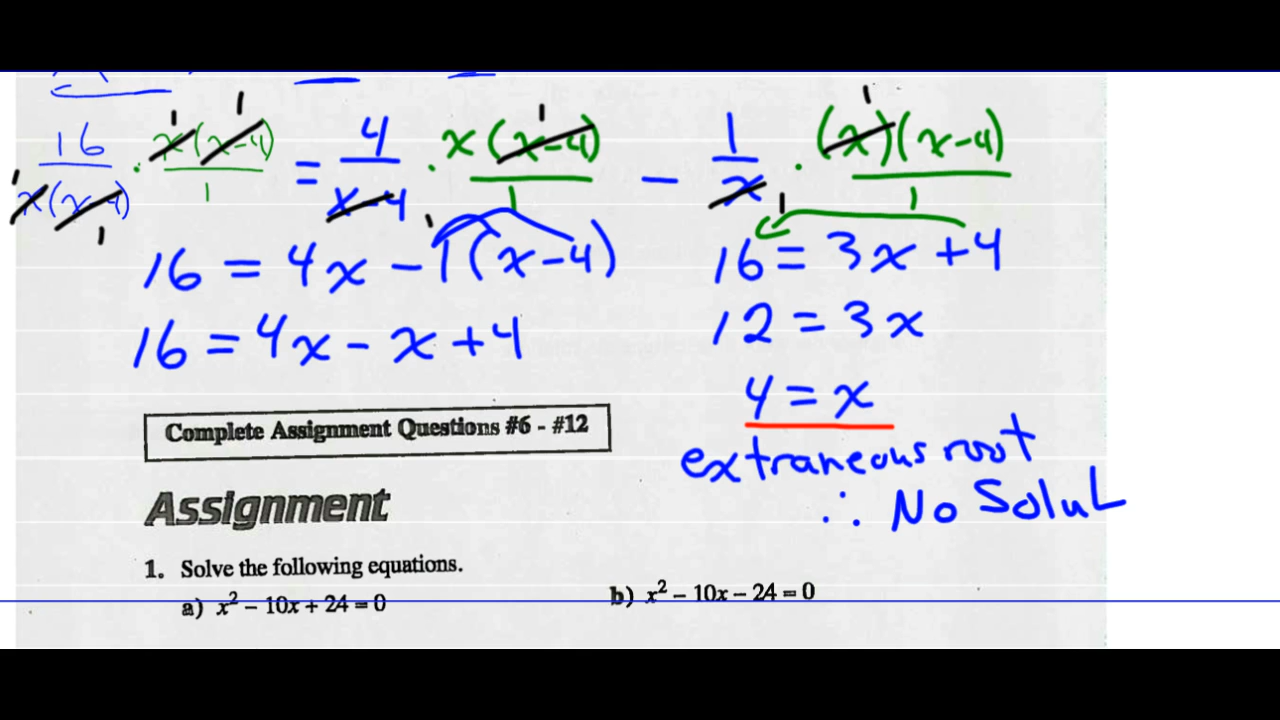 16/x(x-4) · x(x-4)/1 = 4/x-4 · x(x-4)/1 - 1/x · (x)(x-4)/1
16 = 4x - 1(x-4)
16 = 4x - x + 4
16 = 3x + 4
12 = 3x
4 = x
extraneous root
∴ No Solut
Complete Assignment Questions #6 - #12
Assignment
1. Solve the following equations.
a) x² - 10x + 24 = 0
b) x² - 10x - 24 = 0